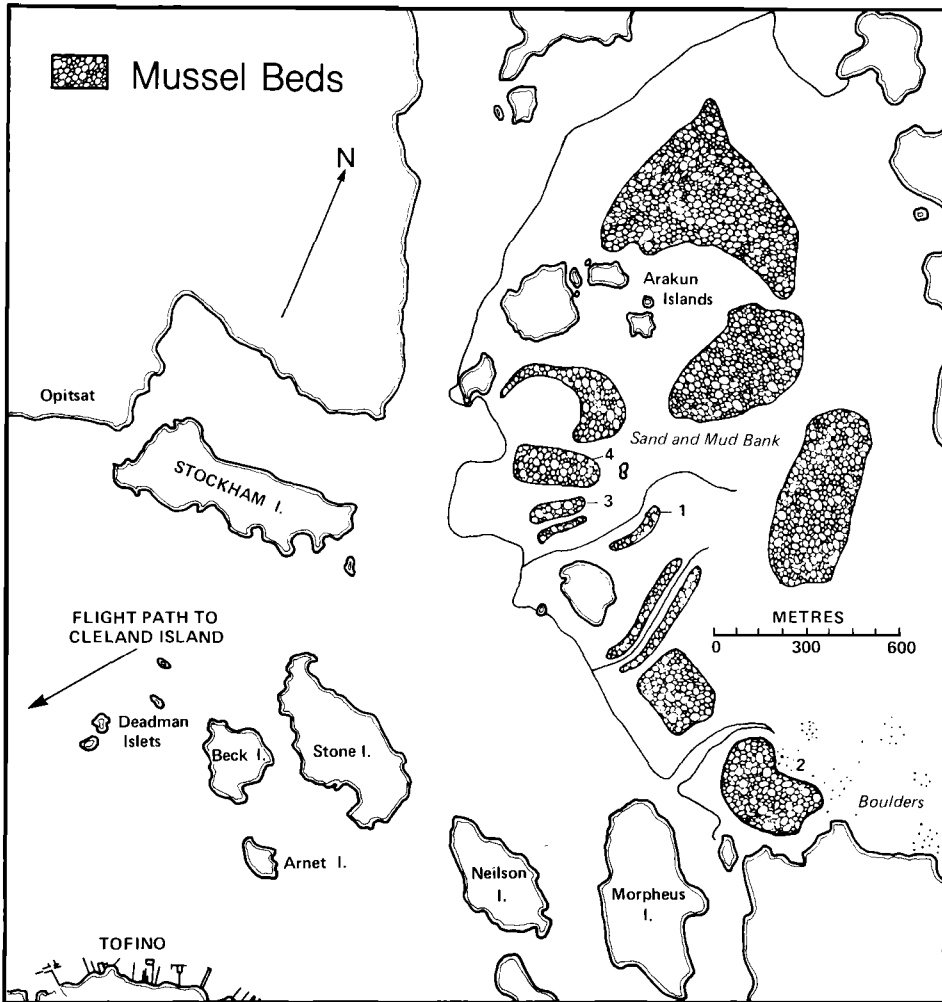 Mussel Beds
N
Arakun
Islands
Opitsat
Sand and Mud Bank
4
STOCKHAM I.
3
1
FLIGHT PATH TO
CLELAND ISLAND
METRES
0 300 600
Deadman
Islets
Beck I.
Stone I.
2
Boulders
Arnet I.
Neilson
I.
Morpheus
I.
TOFINO